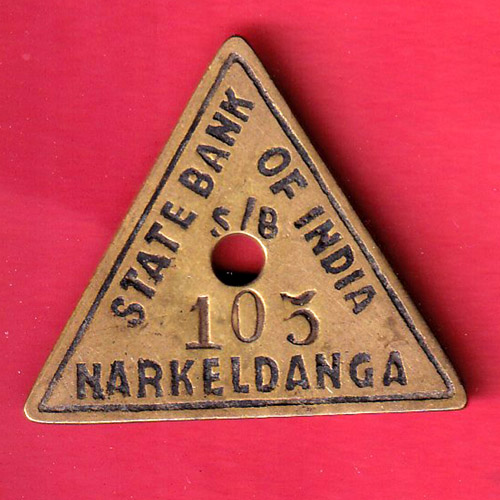 STATE BANK
OF INDIA
S/B
103
NARKELDANGA